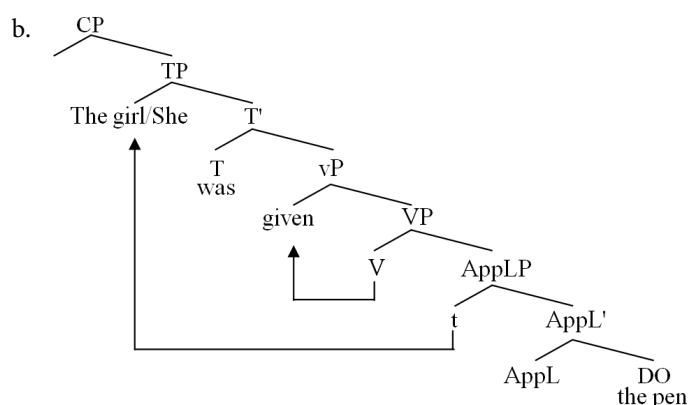 b.
CP
TP
The girl/She T'
T vP
was
given VP
V AppLP
t AppL'
AppL DO
the pen